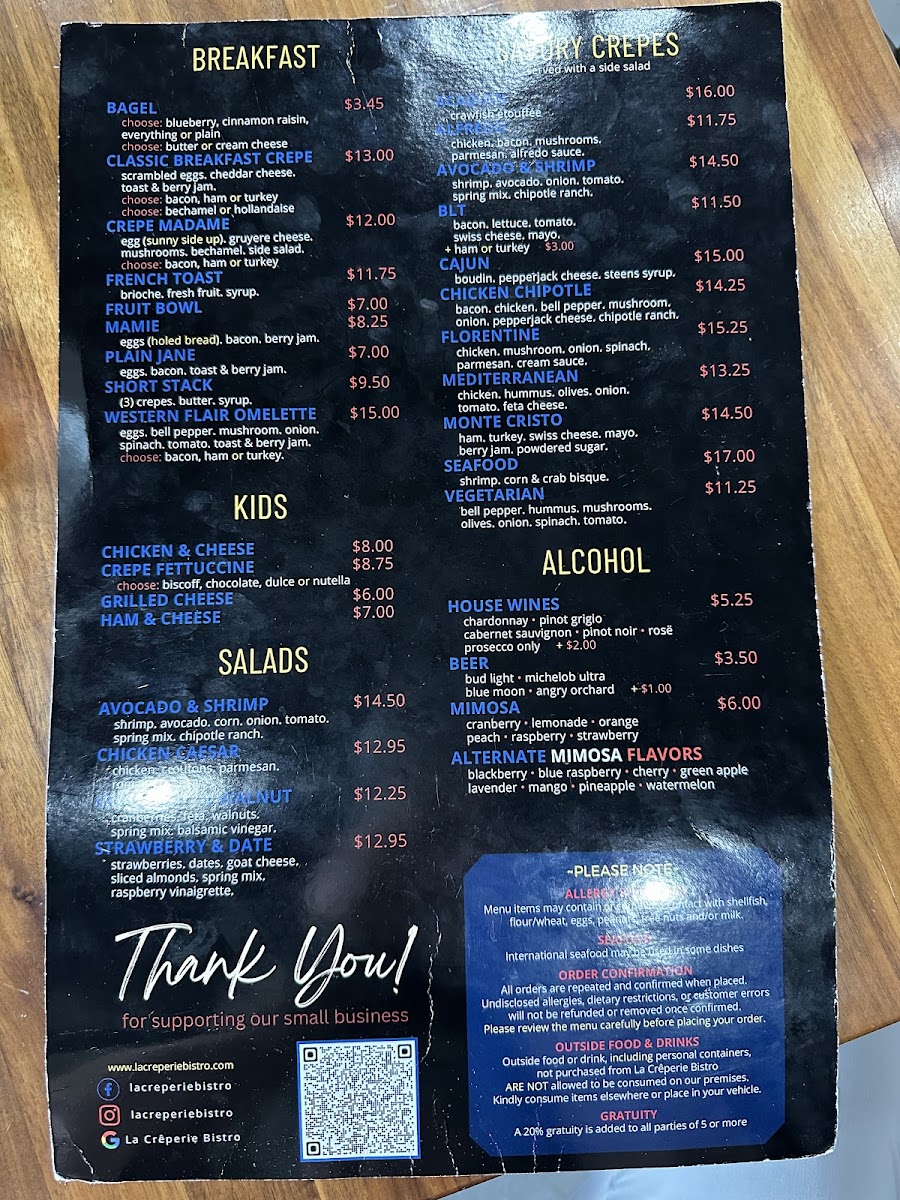 BREAKFAST
BAGEL $3.45
choose: blueberry, cinnamon raisin,
everything or plain
choose: butter or cream cheese
CLASSIC BREAKFAST CREPE $13.00
scrambled eggs. cheddar cheese.
toast & berry jam.
choose: bacon, ham or turkey
choose: bechamel or hollandaise
CREPE MADAME $12.00
egg (sunny side up). gruyere cheese.
mushrooms. bechamel. side salad.
choose: bacon, ham or turkey
FRENCH TOAST $11.75
brioche. fresh fruit. syrup.
FRUIT BOWL $7.00
MAMIE $8.25
eggs (holed bread). bacon. berry jam.
PLAIN JANE $7.00
eggs. bacon. toast & berry jam.
SHORT STACK $9.50
(3) crepes. butter. syrup.
WESTERN FLAIR OMELETTE $15.00
eggs. bell pepper. mushroom. onion.
spinach. tomato. toast & berry jam.
choose: bacon, ham or turkey.
KIDS
CHICKEN & CHEESE $8.00
CREPE FETTUCCINE $8.75
choose: biscoff, chocolate, dulce or nutella
GRILLED CHEESE $6.00
HAM & CHEESE $7.00
SALADS
AVOCADO & SHRIMP $14.50
shrimp. avocado. corn. onion. tomato.
spring mix. chipotle ranch.
CHICKEN CAESAR $12.95
chicken. croutons. parmesan.
WALNUT $12.25
cranberries. feta. walnuts.
spring mix. balsamic vinegar.
STRAWBERRY & DATE $12.95
strawberries. dates. goat cheese,
sliced almonds. spring mix,
raspberry vinaigrette.
Thank You!
for supporting our small business
www.lacreperiebistro.com
lacreperiebistro
lacreperiebistro
La Crêperie Bistro
SAVORY CREPES
served with a side salad
$16.00
crawfish etouffee
ALFREDO $11.75
chicken. bacon. mushrooms.
parmesan. alfredo sauce.
AVOCADO & SHRIMP $14.50
shrimp. avocado. onion. tomato.
spring mix. chipotle ranch.
BLT $11.50
bacon. lettuce. tomato.
swiss cheese. mayo.
+ ham or turkey $3.00
CAJUN $15.00
boudin. pepperjack cheese. steens syrup.
CHICKEN CHIPOTLE $14.25
bacon. chicken. bell pepper. mushroom.
onion. pepperjack cheese. chipotle ranch.
FLORENTINE $15.25
chicken. mushroom. onion. spinach.
parmesan. cream sauce.
MEDITERRANEAN $13.25
chicken. hummus. olives. onion.
tomato. feta cheese.
MONTE CRISTO $14.50
ham. turkey. swiss cheese. mayo.
berry jam. powdered sugar.
SEAFOOD $17.00
shrimp. corn & crab bisque.
VEGETARIAN $11.25
bell pepper. hummus. mushrooms.
olives. onion. spinach. tomato.
ALCOHOL
HOUSE WINES $5.25
chardonnay • pinot grigio
cabernet sauvignon • pinot noir • rosë
prosecco only + $2.00
BEER $3.50
bud light • michelob ultra
blue moon • angry orchard + $1.00
MIMOSA $6.00
cranberry • lemonade • orange
peach • raspberry • strawberry
ALTERNATE MIMOSA FLAVORS
blackberry • blue raspberry • cherry • green apple
lavender • mango • pineapple • watermelon
~PLEASE NOTE~
ALLERGY
Menu items may contain or contact with shellfish,
flour/wheat, eggs, peanuts, tree nuts and/or milk.
SEAFOOD
International seafood may be used in some dishes
ORDER CONFIRMATION
All orders are repeated and confirmed when placed.
Undisclosed allergies, dietary restrictions, or customer errors
will not be refunded or removed once confirmed.
Please review the menu carefully before placing your order.
OUTSIDE FOOD & DRINKS
Outside food or drink, including personal containers,
not purchased from La Crêperie Bistro
ARE NOT allowed to be consumed on our premises.
Kindly consume items elsewhere or place in your vehicle.
GRATUITY
A 20% gratuity is added to all parties of 5 or more